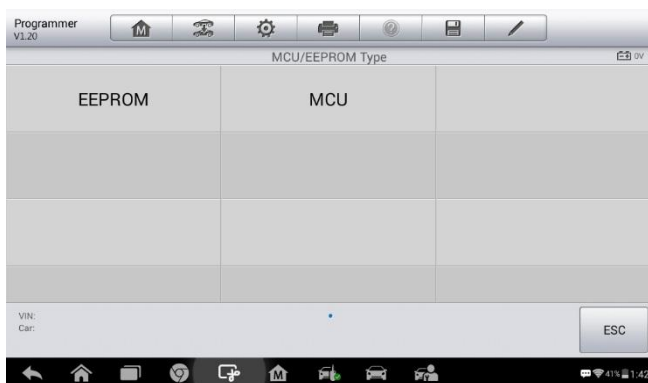 Programmer
V1.20
M
MCU/EEPROM Type
0V
EEPROM
MCU
VIN:
Car:
ESC
M
41%
1:42